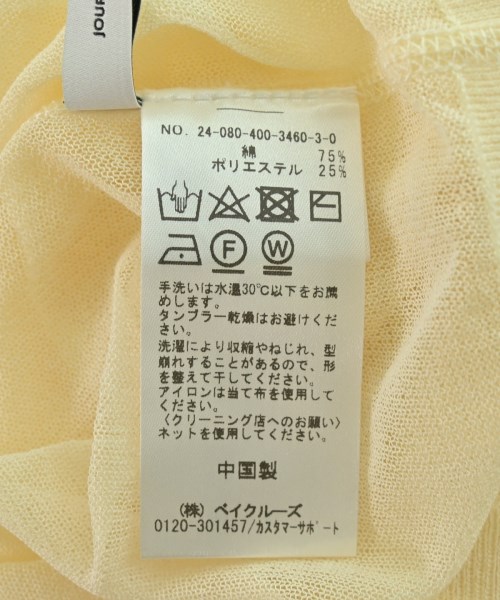 jour
anof
NO. 24-080-400-3460-3-0
綿 75%
ポリエステル 25%
F W
手洗いは水温30℃以下をお薦
めします。
タンブラー乾燥はお避けくだ
さい。
洗濯により収縮やねじれ、型
崩れすることがあるので、形
を整えて干してください。
アイロンは当て布を使用して
ください。
〈クリーニング店へのお願い〉
ネットを使用してください。
中国製
(株) ベイクルーズ
0120-301457/カスタマーサポート